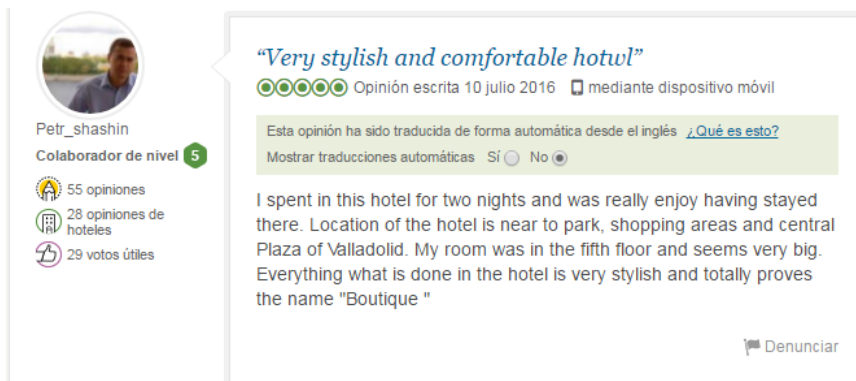 “Very stylish and comfortable hotwl”
Opinión escrita 10 julio 2016 mediante dispositivo móvil
Petr_shashin
Colaborador de nivel 5
55 opiniones
28 opiniones de
hoteles
29 votos útiles
Esta opinión ha sido traducida de forma automática desde el inglés ¿Qué es esto?
Mostrar traducciones automáticas Sí No
I spent in this hotel for two nights and was really enjoy having stayed
there. Location of the hotel is near to park, shopping areas and central
Plaza of Valladolid. My room was in the fifth floor and seems very big.
Everything what is done in the hotel is very stylish and totally proves
the name "Boutique "
Denunciar